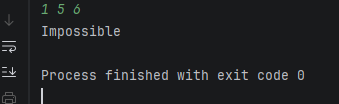 1 5 6
Impossible
Process finished with exit code 0